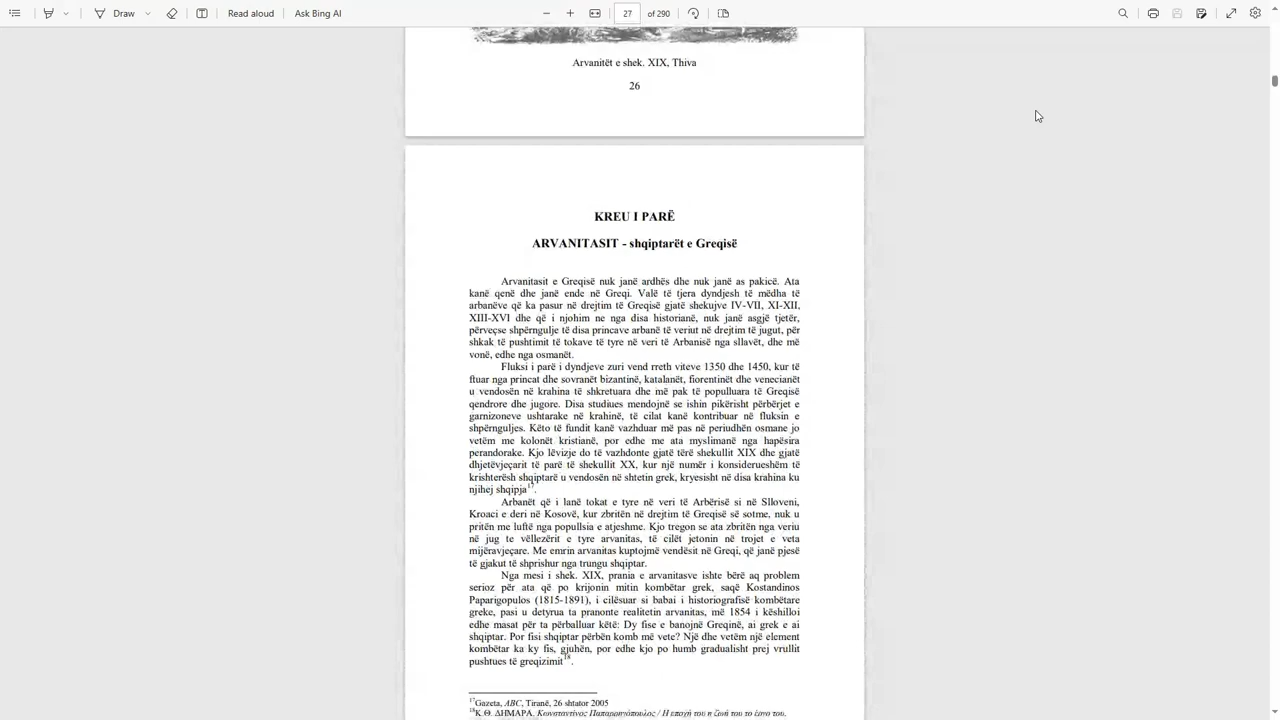 Draw
Read aloud
Ask Bing AI
27 of 290
Arvanitët e shek. XIX, Thiva
26
KREU I PARË
ARVANITASIT - shqiptarët e Greqisë
Arvanitasit e Greqisë nuk janë ardhës dhe nuk janë as pakicë. Ata
kanë qenë dhe janë ende në Greqi. Valë të tjera dyndjesh të mëdha të
arbanëve që ka pasur në drejtim të Greqisë gjatë shekujve IV-VII, XI-XII,
XIII-XVI dhe që i njohim ne nga disa historianë, nuk janë asgjë tjetër,
përveçse shpërngulje të disa princave arbanë të veriut në drejtim të jugut, për
shkak të pushtimit të tokave të tyre në veri të Arbanisë nga sllavët, dhe më
vonë, edhe nga osmanët.
Fluksi i parë i dyndjeve zuri vend rreth viteve 1350 dhe 1450, kur të
ftuar nga princat dhe sovranët bizantinë, katalanët, fiorentinët dhe venecianët
u vendosën në krahina të shkretuara dhe më pak të populluara të Greqisë
qendrore dhe jugore. Disa studiues mendojnë se ishin pikërisht përbërjet e
garnizoneve ushtarake në krahinë, të cilat kanë kontribuar në fluksin e
shpërnguljes. Këto të fundit kanë vazhduar më pas në periudhën osmane jo
vetëm me kolonët kristianë, por edhe me ata myslimanë nga hapësira
perandorake. Kjo lëvizje do të vazhdonte gjatë tërë shekullit XIX dhe gjatë
dhjetëvjeçarit të parë të shekullit XX, kur një numër i konsiderueshëm të
krishterësh shqiptarë u vendosën në shtetin grek, kryesisht në disa krahina ku
njihej shqipja17.
Arbanët që i lanë tokat e tyre në veri të Arbërisë si në Slloveni,
Kroaci e deri në Kosovë, kur zbritën në drejtim të Greqisë së sotme, nuk u
pritën me luftë nga popullsia e atjeshme. Kjo tregon se ata zbritën nga veriu
në jug te vëllezërit e tyre arvanitas, të cilët jetonin në trojet e veta
mijëravjeçare. Me emrin arvanitas kuptojmë vendësit në Greqi, që janë pjesë
të gjakut të shprishur nga trungu shqiptar.
Nga mesi i shek. XIX, prania e arvanitasve ishte bërë aq problem
serioz për ata që po krijonin mitin kombëtar grek, saqë Kostandinos
Paparigopulos (1815-1891), i cilësuar si babai i historiografisë kombëtare
greke, pasi u detyrua ta pranonte realitetin arvanitas, më 1854 i këshilloi
edhe masat për ta përballuar këtë: Dy fise e banojnë Greqinë, ai grek e ai
shqiptar. Por fisi shqiptar përbën komb më vete? Një dhe vetëm një element
kombëtar ka ky fis, gjuhën, por edhe kjo po humb gradualisht prej vrullit
pushtues të greqizimit18.
17Gazeta, ABC, Tiranë, 26 shtator 2005
18Κ.Θ. ΔΗΜΑΡΑ, Κωνσταντίνος Παπαρρηγόπουλος / Η εποχή του η ζωή του το έργο του.